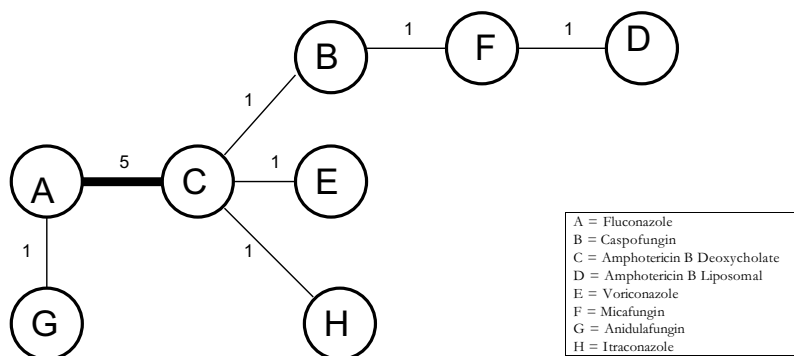 B
1
F
1
D
1
A
5
C
1
E
1
1
G
H
A = Fluconazole
B = Caspofungin
C = Amphotericin B Deoxycholate
D = Amphotericin B Liposomal
E = Voriconazole
F = Micafungin
G = Anidulafungin
H = Itraconazole